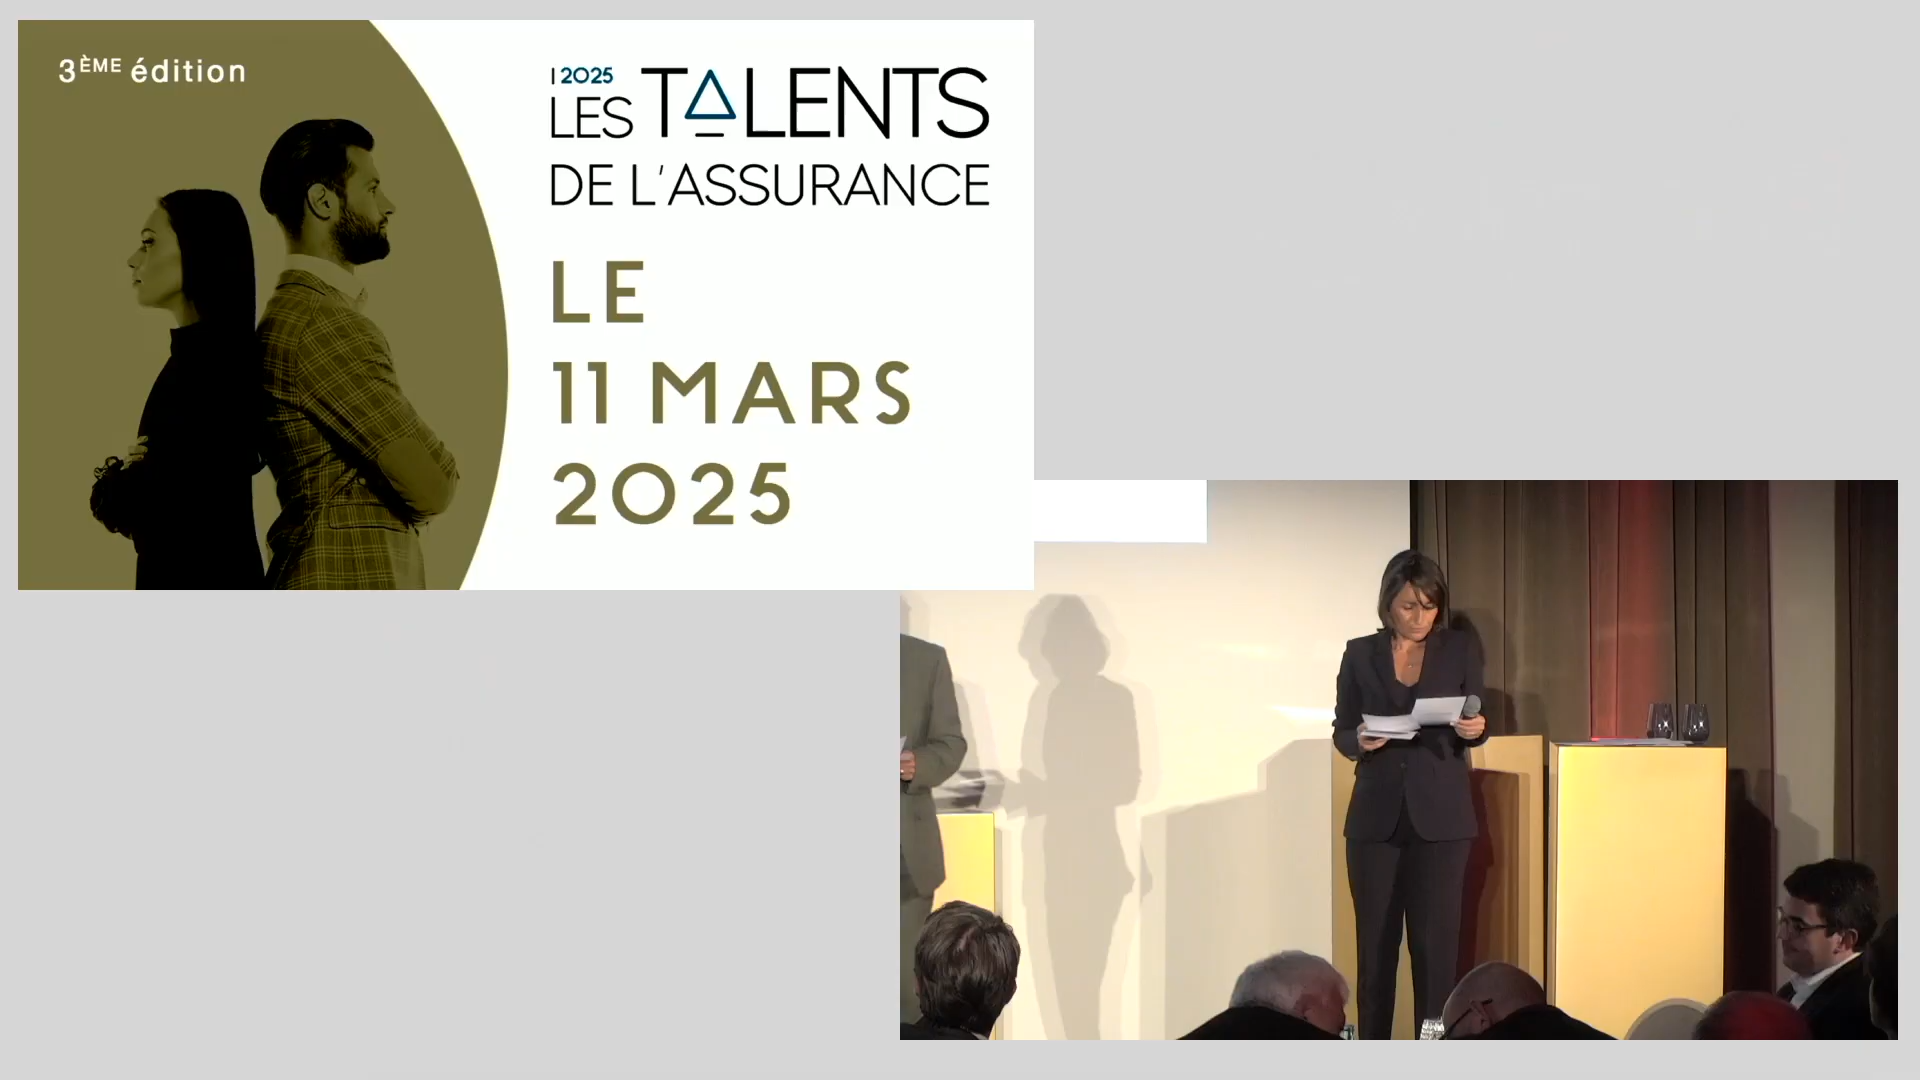 3ÈME édition
| 2025
LES TALENTS
DE L'ASSURANCE
LE
11 MARS
2025